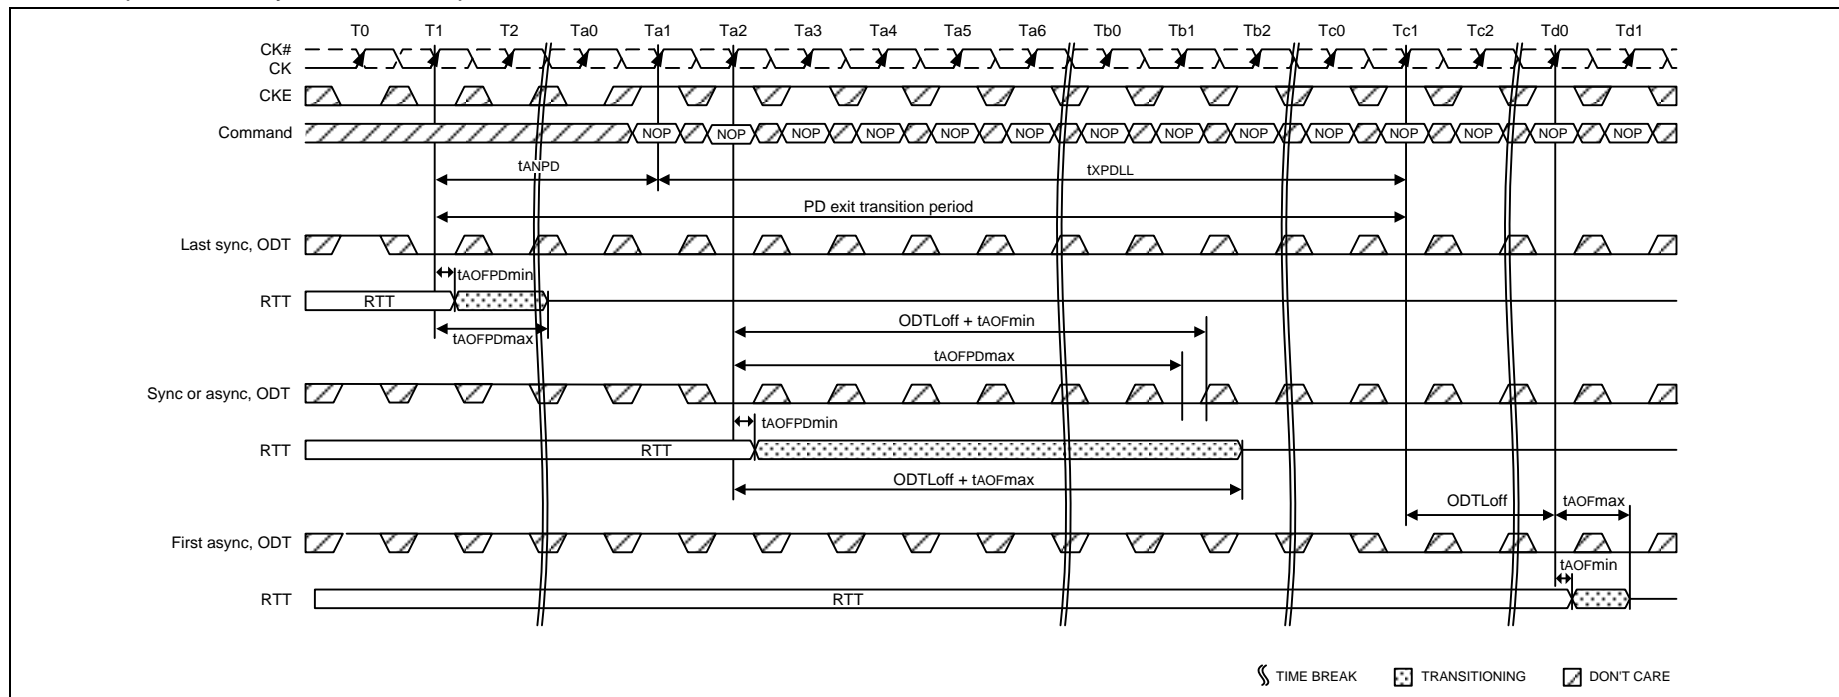 T0 T1 T2 Ta0 Ta1 Ta2 Ta3 Ta4 Ta5 Ta6 Tb0 Tb1 Tb2 Tc0 Tc1 Tc2 Td0 Td1
CK#
CK
CKE
Command NOP NOP NOP NOP NOP NOP NOP NOP NOP NOP NOP NOP NOP NOP
tANPD tXPDLL
PD exit transition period
Last sync, ODT
tAOFPDmin
RTT RTT
tAOFPDmax
ODTLoff + tAOFmin
tAOFPDmax
Sync or async, ODT
tAOFPDmin
RTT RTT
ODTLoff + tAOFmax
ODTLoff tAOFmax
First async, ODT
tAOFmin
RTT RTT
TIME BREAK TRANSITIONING DON'T CARE